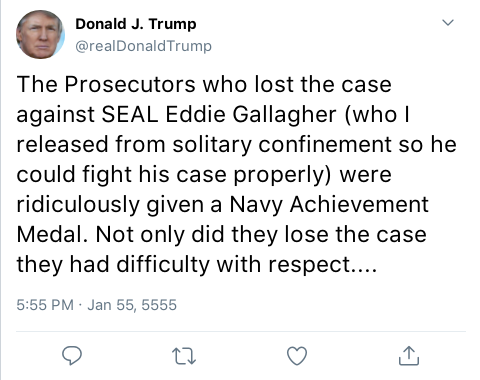 Donald J. Trump
@realDonaldTrump
The Prosecutors who lost the case
against SEAL Eddie Gallagher (who I
released from solitary confinement so he
could fight his case properly) were
ridiculously given a Navy Achievement
Medal. Not only did they lose the case
they had difficulty with respect....
5:55 PM · Jan 55, 5555